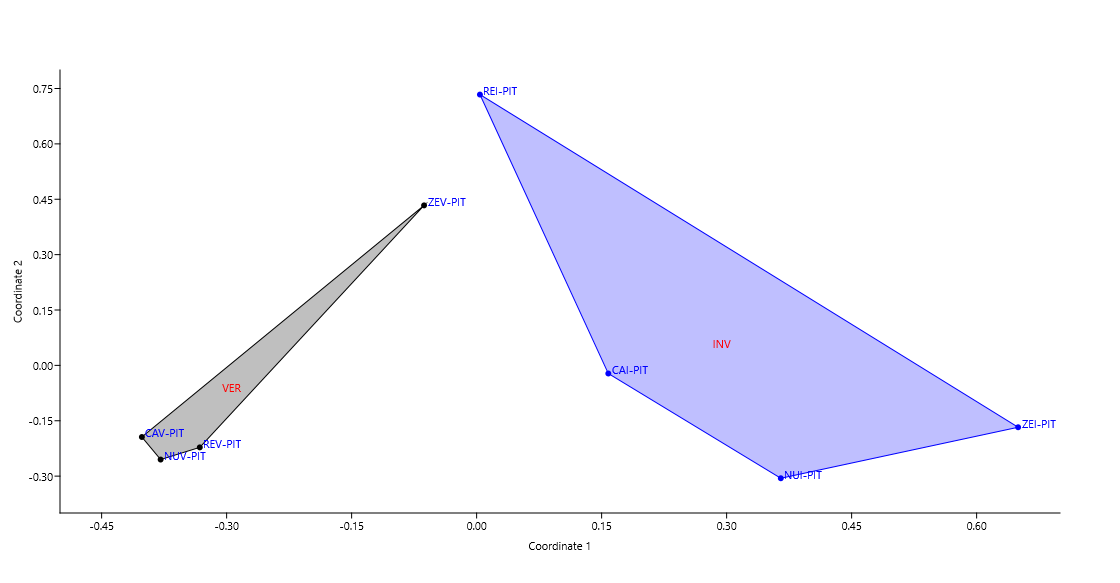 0.75
0.60
0.45
0.30
0.15
0.00
-0.15
-0.30
Coordinate 2
REI-PIT
ZEV-PIT
INV
CAI-PIT
VER
ZEI-PIT
CAV-PIT
REV-PIT
NUV-PIT
NUI-PIT
-0.45 -0.30 -0.15 0.00 0.15 0.30 0.45 0.60
Coordinate 1